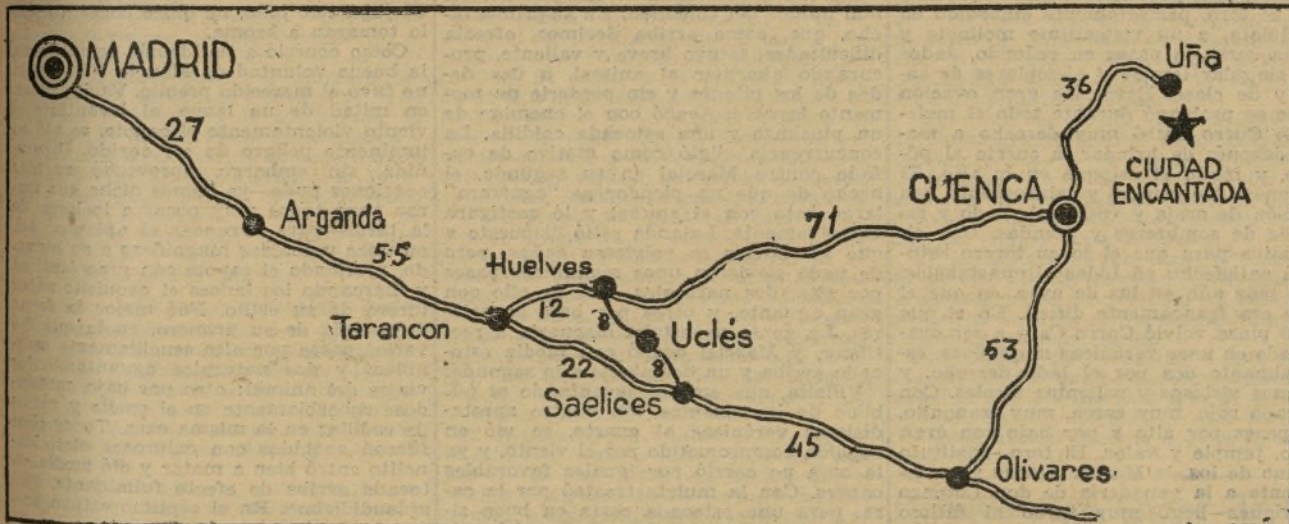 MADRID
27
Arganda
55
Tarancon
12
Huelves
8
Uclés
8
22
Saelices
71
45
Olivares
53
CUENCA
36
Uña
CIUDAD
ENCANTADA